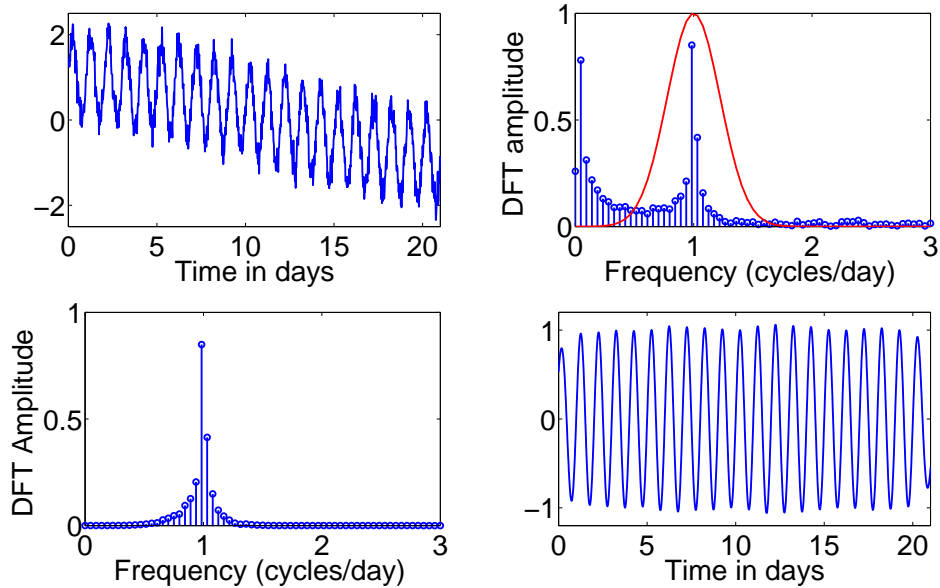 2
0
−2
0 5 10 15 20
Time in days
DFT amplitude
1
0.5
0
0 1 2 3
Frequency (cycles/day)
DFT Amplitude
1
0.5
0
0 1 2 3
Frequency (cycles/day)
1
0
−1
0 5 10 15 20
Time in days